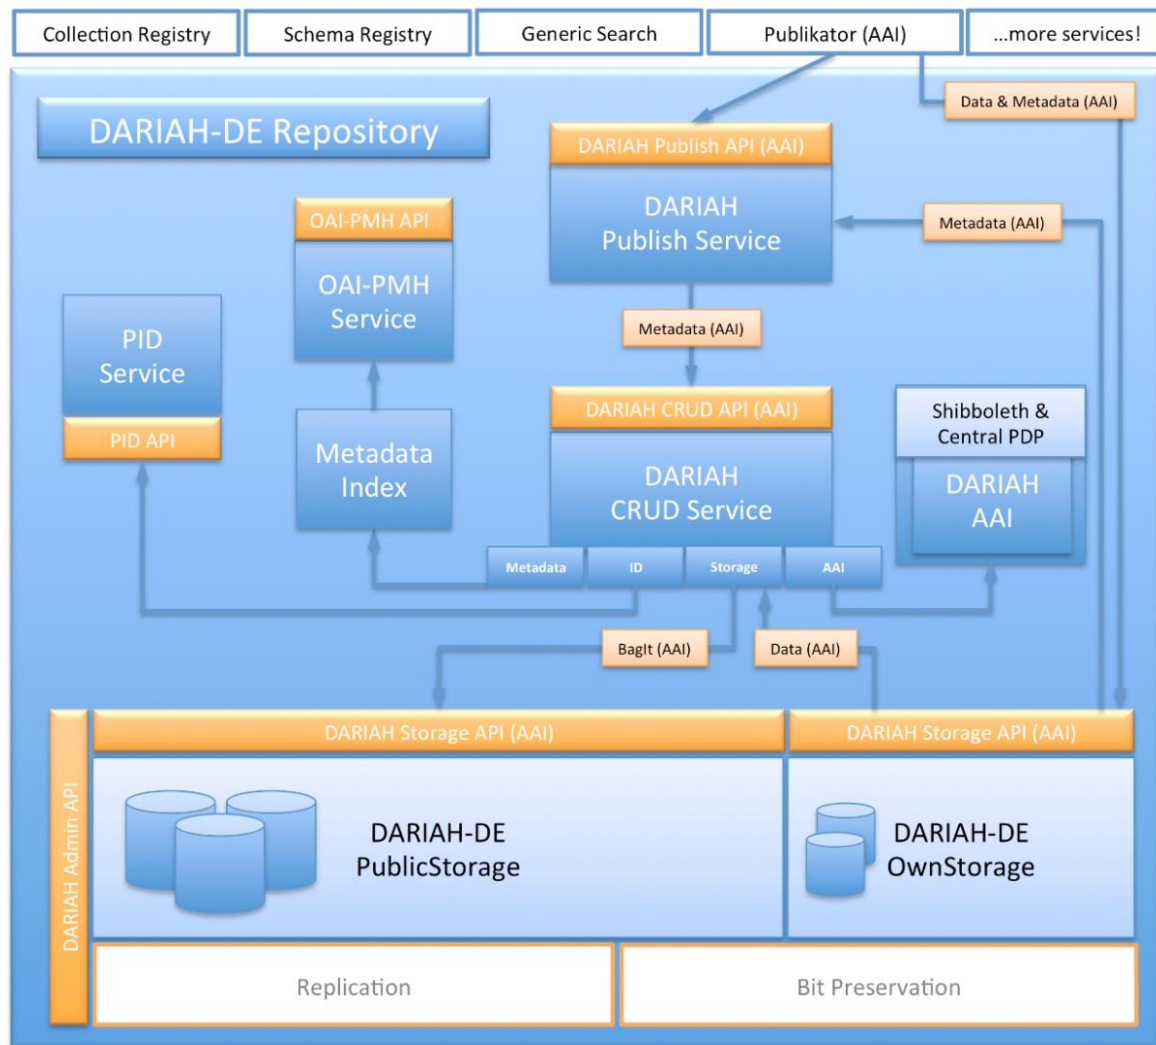 Collection Registry
Schema Registry
Generic Search
Publikator (AAI)
...more services!
DARIAH-DE Repository
Data & Metadata (AAI)
DARIAH Publish API (AAI)
DARIAH
Publish Service
OAI-PMH API
OAI-PMH
Service
Metadata (AAI)
PID
Service
PID API
Metadata (AAI)
DARIAH CRUD API (AAI)
Shibboleth &
Central PDP
Metadata
Index
DARIAH
CRUD Service
DARIAH
AAI
Metadata
ID
Storage
AAI
BagIt (AAI)
Data (AAI)
DARIAH Admin API
DARIAH Storage API (AAI)
DARIAH Storage API (AAI)
DARIAH-DE
PublicStorage
DARIAH-DE
OwnStorage
Replication
Bit Preservation